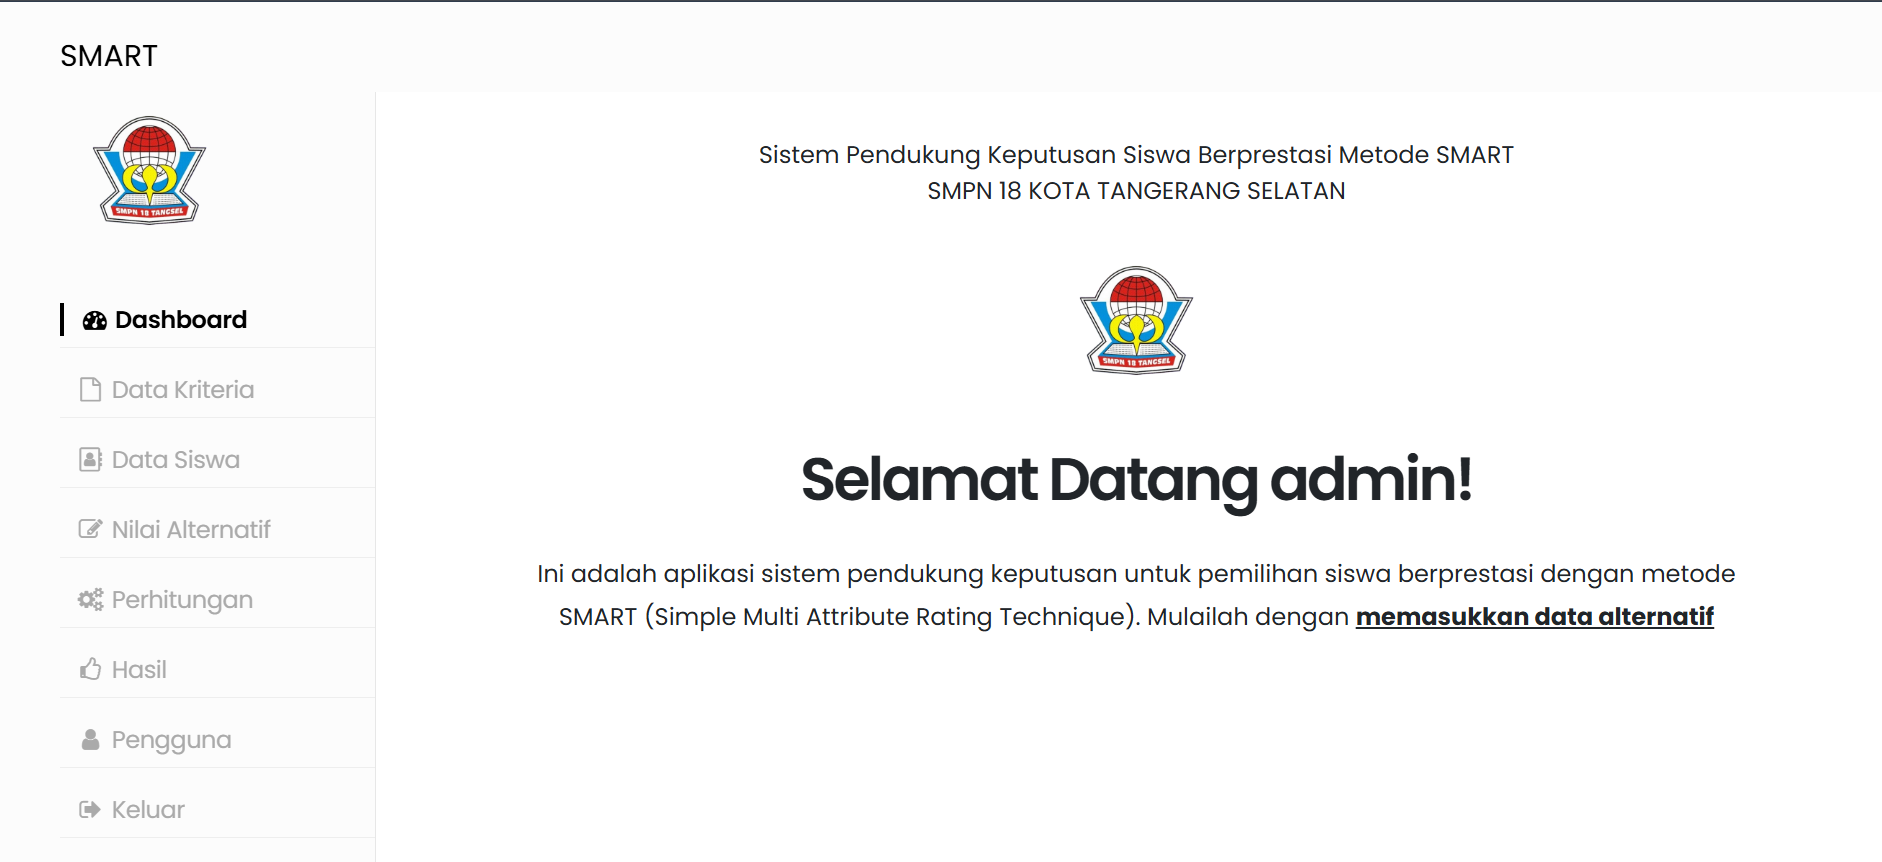 SMART
SMPN 18 TANGSEL
Dashboard
Data Kriteria
Data Siswa
Nilai Alternatif
Perhitungan
Hasil
Pengguna
Keluar
Sistem Pendukung Keputusan Siswa Berprestasi Metode SMART
SMPN 18 KOTA TANGERANG SELATAN
SMPN 18 TANGSEL
Selamat Datang admin!
Ini adalah aplikasi sistem pendukung keputusan untuk pemilihan siswa berprestasi dengan metode
SMART (Simple Multi Attribute Rating Technique). Mulailah dengan memasukkan data alternatif